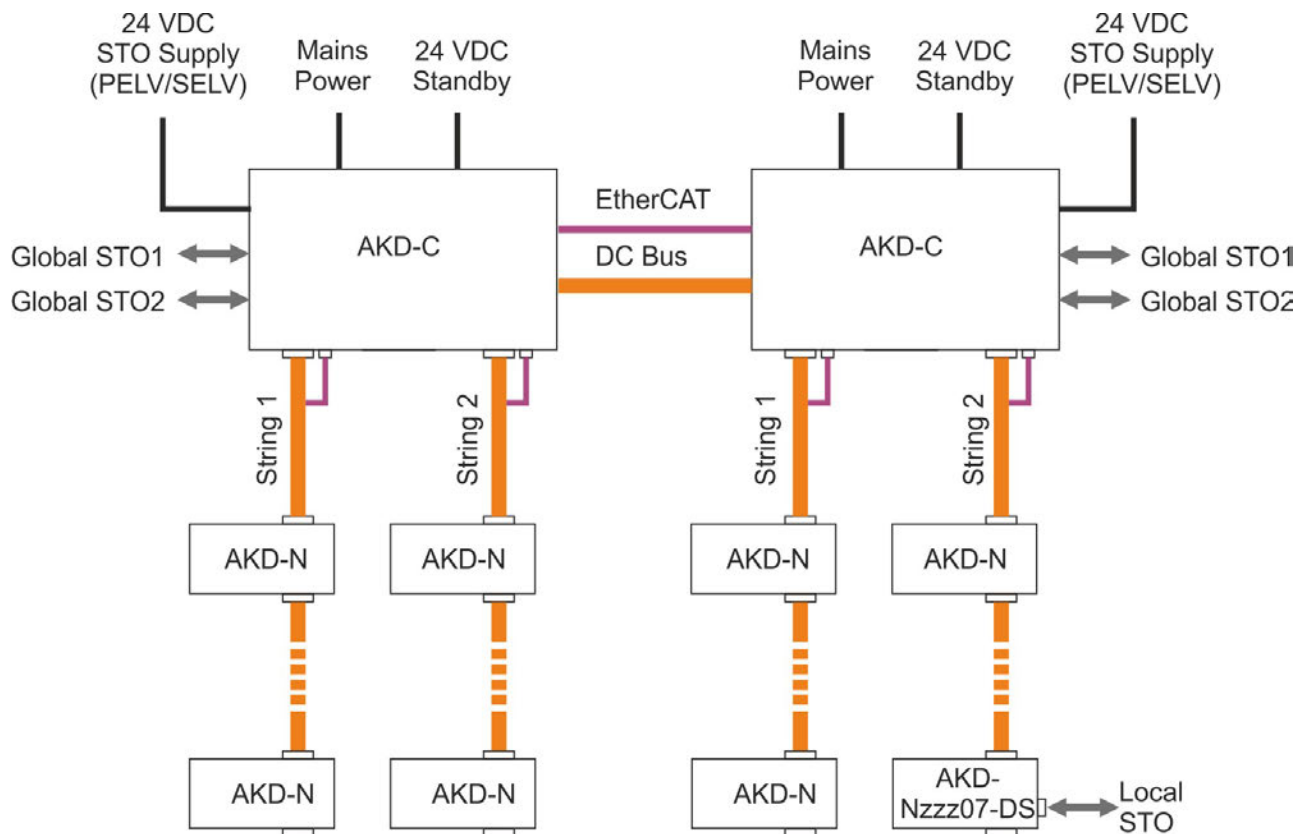 24 VDC
STO Supply
(PELV/SELV)
Mains
Power
24 VDC
Standby
Mains
Power
24 VDC
Standby
24 VDC
STO Supply
(PELV/SELV)
EtherCAT
DC Bus
AKD-C
AKD-C
Global STO1
Global STO2
Global STO1
Global STO2
String 1
String 2
String 1
String 2
AKD-N
AKD-N
AKD-N
AKD-N
AKD-N
AKD-N
AKD-N
AKD-
Nzzz07-DS
Local
STO